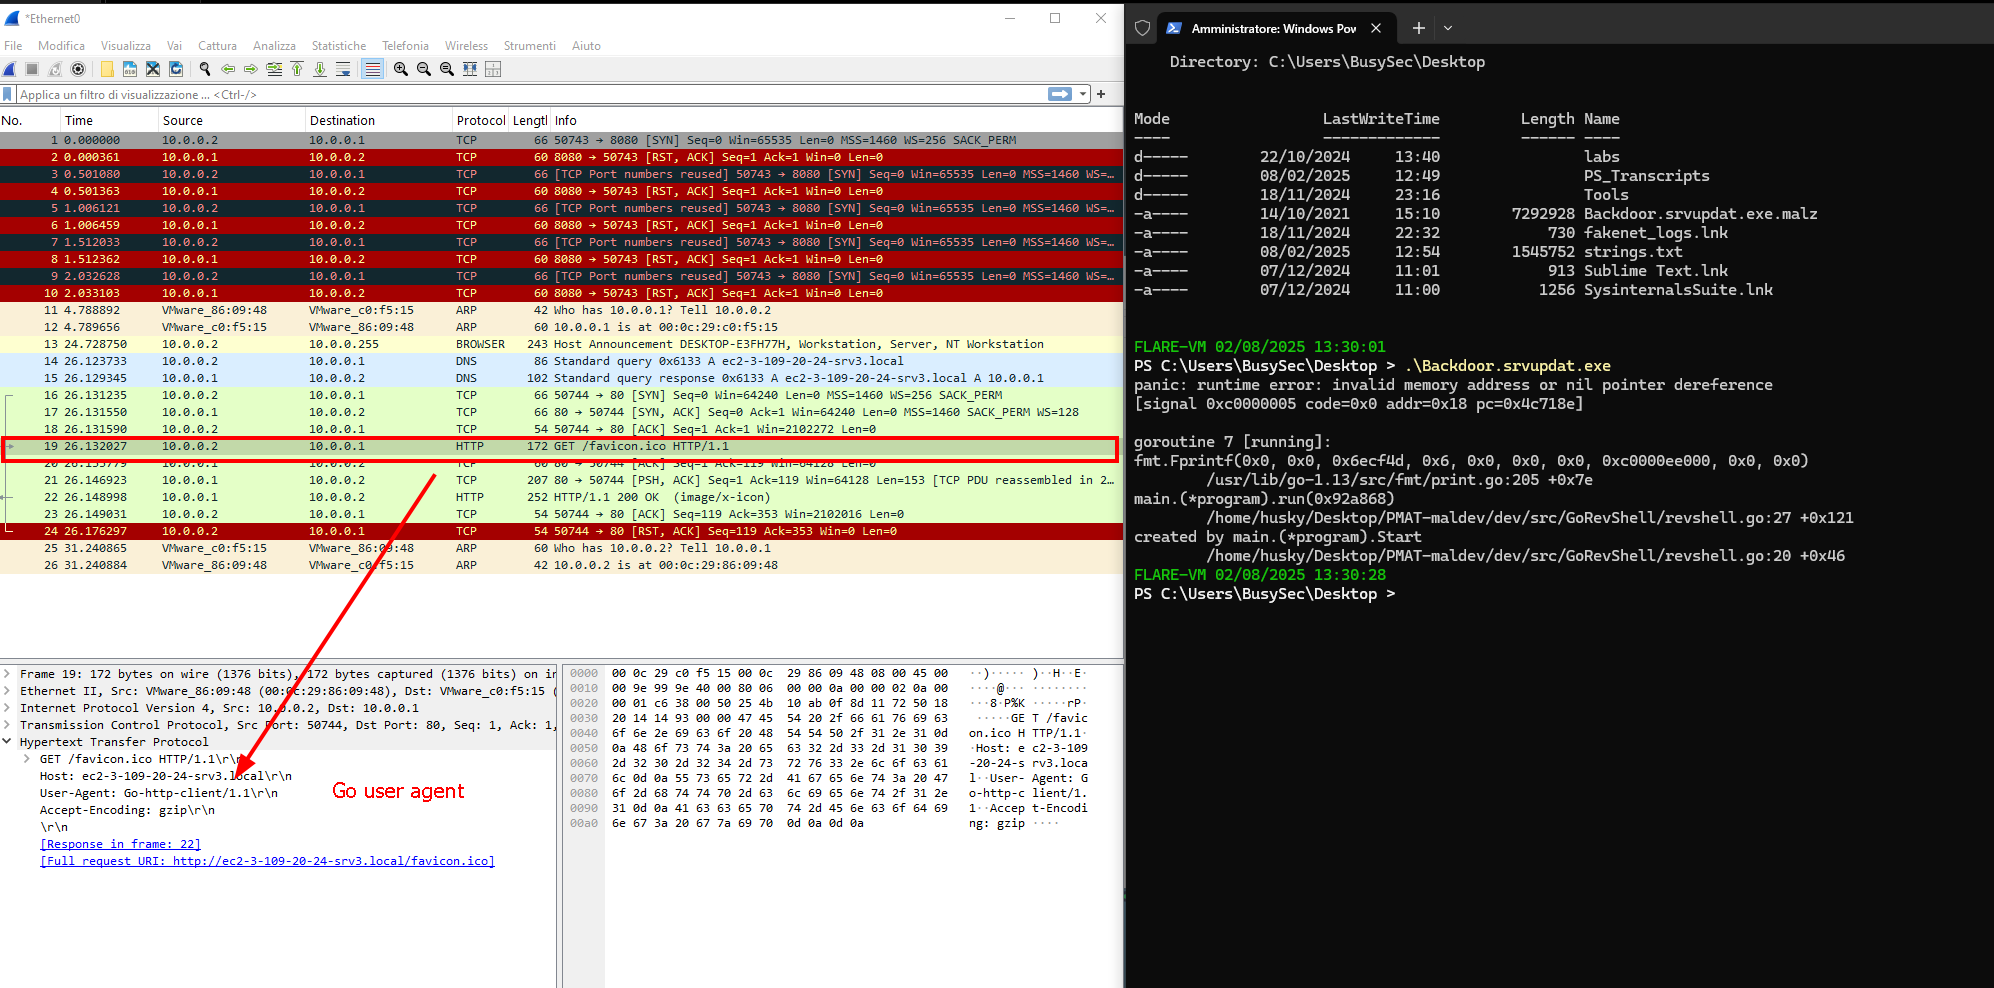 *Ethernet0
File Modifica Visualizza Vai Cattura Analizza Statistiche Telefonia Wireless Strumenti Aiuto
Applica un filtro di visualizzazione ... <Ctrl-/>
No. Time Source Destination Protocol Lengtl Info
1 0.000000 10.0.0.2 10.0.0.1 TCP 66 50743 → 8080 [SYN] Seq=0 Win=65535 Len=0 MSS=1460 WS=256 SACK_PERM
2 0.000361 10.0.0.1 10.0.0.2 TCP 60 8080 → 50743 [RST, ACK] Seq=1 Ack=1 Win=0 Len=0
3 0.501080 10.0.0.2 10.0.0.1 TCP 66 [TCP Port numbers reused] 50743 → 8080 [SYN] Seq=0 Win=65535 Len=0 MSS=1460 WS=…
4 0.501363 10.0.0.1 10.0.0.2 TCP 60 8080 → 50743 [RST, ACK] Seq=1 Ack=1 Win=0 Len=0
5 1.006121 10.0.0.2 10.0.0.1 TCP 66 [TCP Port numbers reused] 50743 → 8080 [SYN] Seq=0 Win=65535 Len=0 MSS=1460 WS=…
6 1.006459 10.0.0.1 10.0.0.2 TCP 60 8080 → 50743 [RST, ACK] Seq=1 Ack=1 Win=0 Len=0
7 1.512033 10.0.0.2 10.0.0.1 TCP 66 [TCP Port numbers reused] 50743 → 8080 [SYN] Seq=0 Win=65535 Len=0 MSS=1460 WS=…
8 1.512362 10.0.0.1 10.0.0.2 TCP 60 8080 → 50743 [RST, ACK] Seq=1 Ack=1 Win=0 Len=0
9 2.032628 10.0.0.2 10.0.0.1 TCP 66 [TCP Port numbers reused] 50743 → 8080 [SYN] Seq=0 Win=65535 Len=0 MSS=1460 WS=…
10 2.033103 10.0.0.1 10.0.0.2 TCP 60 8080 → 50743 [RST, ACK] Seq=1 Ack=1 Win=0 Len=0
11 4.788892 VMware_86:09:48 VMware_c0:f5:15 ARP 42 Who has 10.0.0.1? Tell 10.0.0.2
12 4.789656 VMware_c0:f5:15 VMware_86:09:48 ARP 60 10.0.0.1 is at 00:0c:29:c0:f5:15
13 24.728750 10.0.0.2 10.0.0.255 BROWSER 243 Host Announcement DESKTOP-E3FH77H, Workstation, Server, NT Workstation
14 26.123733 10.0.0.2 10.0.0.1 DNS 86 Standard query 0x6133 A ec2-3-109-20-24-srv3.local
15 26.129345 10.0.0.1 10.0.0.2 DNS 102 Standard query response 0x6133 A ec2-3-109-20-24-srv3.local A 10.0.0.1
16 26.131235 10.0.0.2 10.0.0.1 TCP 66 50744 → 80 [SYN] Seq=0 Win=64240 Len=0 MSS=1460 WS=256 SACK_PERM
17 26.131550 10.0.0.1 10.0.0.2 TCP 66 80 → 50744 [SYN, ACK] Seq=0 Ack=1 Win=64240 Len=0 MSS=1460 SACK_PERM WS=128
18 26.131590 10.0.0.2 10.0.0.1 TCP 54 50744 → 80 [ACK] Seq=1 Ack=1 Win=2102272 Len=0
19 26.132027 10.0.0.2 10.0.0.1 HTTP 172 GET /favicon.ico HTTP/1.1
20 26.133779 10.0.0.1 10.0.0.2 TCP 60 80 → 50744 [ACK] Seq=1 Ack=119 Win=64128 Len=0
21 26.146923 10.0.0.1 10.0.0.2 TCP 207 80 → 50744 [PSH, ACK] Seq=1 Ack=119 Win=64128 Len=153 [TCP PDU reassembled in 2…
22 26.148998 10.0.0.1 10.0.0.2 HTTP 252 HTTP/1.1 200 OK (image/x-icon)
23 26.149031 10.0.0.2 10.0.0.1 TCP 54 50744 → 80 [ACK] Seq=119 Ack=353 Win=2102016 Len=0
24 26.176297 10.0.0.2 10.0.0.1 TCP 54 50744 → 80 [RST, ACK] Seq=119 Ack=353 Win=0 Len=0
25 31.240865 VMware_c0:f5:15 VMware_86:09:48 ARP 60 Who has 10.0.0.2? Tell 10.0.0.1
26 31.240884 VMware_86:09:48 VMware_c0:f5:15 ARP 42 10.0.0.2 is at 00:0c:29:86:09:48
Frame 19: 172 bytes on wire (1376 bits), 172 bytes captured (1376 bits) on in
Ethernet II, Src: VMware_86:09:48 (00:0c:29:86:09:48), Dst: VMware_c0:f5:15 (
Internet Protocol Version 4, Src: 10.0.0.2, Dst: 10.0.0.1
Transmission Control Protocol, Src Port: 50744, Dst Port: 80, Seq: 1, Ack: 1,
Hypertext Transfer Protocol
GET /favicon.ico HTTP/1.1\r\n
Host: ec2-3-109-20-24-srv3.local\r\n
User-Agent: Go-http-client/1.1\r\n
Accept-Encoding: gzip\r\n
\r\n
[Response in frame: 22]
[Full request URI: http://ec2-3-109-20-24-srv3.local/favicon.ico]
Go user agent
0000 00 0c 29 c0 f5 15 00 0c 29 86 09 48 08 00 45 00 ··)·····)··H··E·
0010 00 9e 99 9e 40 00 80 06 00 00 0a 00 00 02 0a 00 ····@···········
0020 00 01 c6 38 00 50 25 4b 10 ab 0f 8d 11 72 50 18 ···8·P%K·····rP·
0030 20 14 14 93 00 00 47 45 54 20 2f 66 61 76 69 63 ·····GET /favic
0040 6f 6e 2e 69 63 6f 20 48 54 54 50 2f 31 2e 31 0d on.ico HTTP/1.1·
0050 0a 48 6f 73 74 3a 20 65 63 32 2d 33 2d 31 30 39 ·Host: ec2-3-109
0060 2d 32 30 2d 32 34 2d 73 72 76 33 2e 6c 6f 63 61 -20-24-srv3.loca
0070 6c 0d 0a 55 73 65 72 2d 41 67 65 6e 74 3a 20 47 l··User-Agent: G
0080 6f 2d 68 74 74 70 2d 63 6c 69 65 6e 74 2f 31 2e o-http-client/1.
0090 31 0d 0a 41 63 63 65 70 74 2d 45 6e 63 6f 64 69 1··Accept-Encodi
00a0 6e 67 3a 20 67 7a 69 70 0d 0a 0d 0a ng: gzip····
Amministratore: Windows Pov
Directory: C:\Users\BusySec\Desktop
Mode LastWriteTime Length Name
---- ------------- ------ ----
d----- 22/10/2024 13:40 labs
d----- 08/02/2025 12:49 PS_Transcripts
d----- 18/11/2024 23:16 Tools
-a---- 14/10/2021 15:10 7292928 Backdoor.srvupdat.exe.malz
-a---- 18/11/2024 22:32 730 fakenet_logs.lnk
-a---- 08/02/2025 12:54 1545752 strings.txt
-a---- 07/12/2024 11:01 913 Sublime Text.lnk
-a---- 07/12/2024 11:00 1256 SysinternalsSuite.lnk
FLARE-VM 02/08/2025 13:30:01
PS C:\Users\BusySec\Desktop > .\Backdoor.srvupdat.exe
panic: runtime error: invalid memory address or nil pointer dereference
[signal 0xc0000005 code=0x0 addr=0x18 pc=0x4c718e]
goroutine 7 [running]:
fmt.Fprintf(0x0, 0x0, 0x6ecf4d, 0x6, 0x0, 0x0, 0x0, 0xc0000ee000, 0x0, 0x0)
/usr/lib/go-1.13/src/fmt/print.go:205 +0x7e
main.(*program).run(0x92a868)
/home/husky/Desktop/PMAT-maldev/dev/src/GoRevShell/revshell.go:27 +0x121
created by main.(*program).Start
/home/husky/Desktop/PMAT-maldev/dev/src/GoRevShell/revshell.go:20 +0x46
FLARE-VM 02/08/2025 13:30:28
PS C:\Users\BusySec\Desktop >